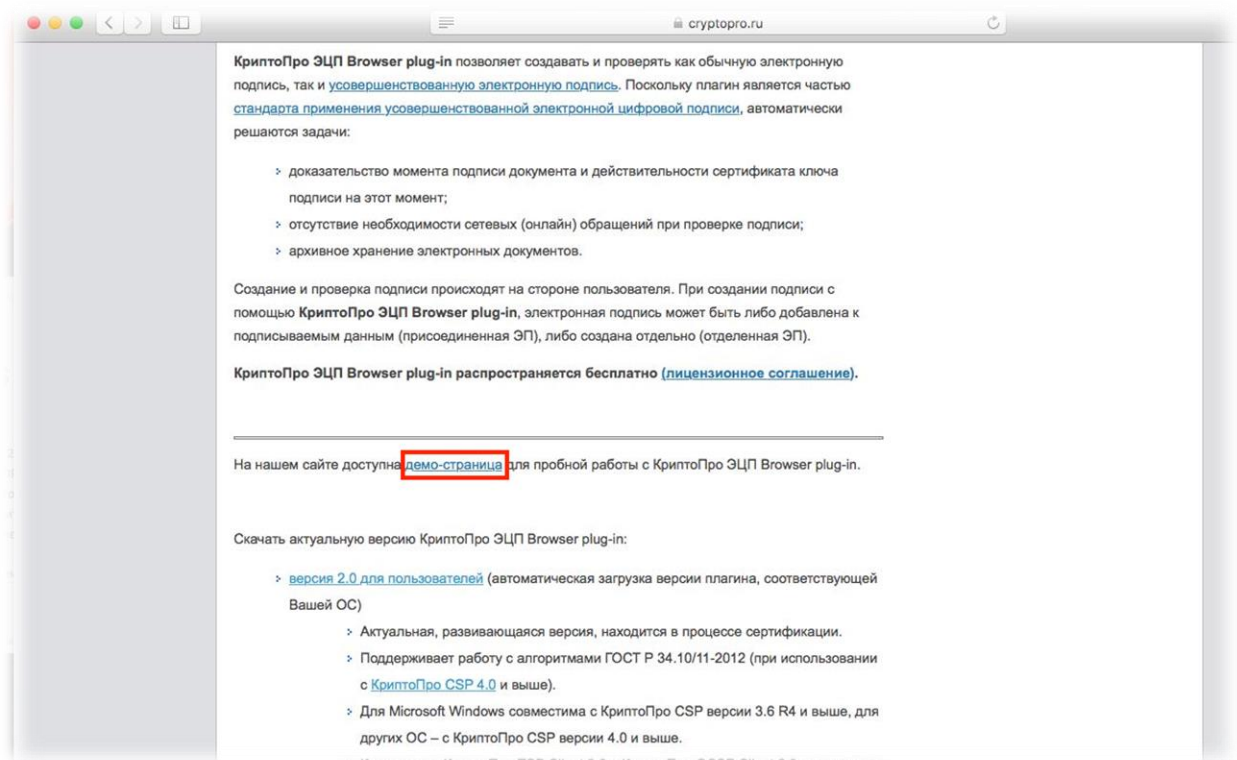 cryptopro.ru
КриптоПро ЭЦП Browser plug-in позволяет создавать и проверять как обычную электронную
подпись, так и усовершенствованную электронную подпись. Поскольку плагин является частью
стандарта применения усовершенствованной электронной цифровой подписи, автоматически
решаются задачи:
доказательство момента подписи документа и действительности сертификата ключа
подписи на этот момент;
отсутствие необходимости сетевых (онлайн) обращений при проверке подписи;
архивное хранение электронных документов.
Создание и проверка подписи происходят на стороне пользователя. При создании подписи с
помощью КриптоПро ЭЦП Browser plug-in, электронная подпись может быть либо добавлена к
подписываемым данным (присоединенная ЭП), либо создана отдельно (отделенная ЭП).
КриптоПро ЭЦП Browser plug-in распространяется бесплатно (лицензионное соглашение).
На нашем сайте доступна демо-страница для пробной работы с КриптоПро ЭЦП Browser plug-in.
Скачать актуальную версию КриптоПро ЭЦП Browser plug-in:
версия 2.0 для пользователей (автоматическая загрузка версии плагина, соответствующей
Вашей ОС)
Актуальная, развивающаяся версия, находится в процессе сертификации.
Поддерживает работу с алгоритмами ГОСТ Р 34.10/11-2012 (при использовании
с КриптоПро CSP 4.0 и выше).
Для Microsoft Windows совместима с КриптоПро CSP версии 3.6 R4 и выше, для
других ОС – с КриптоПро CSP версии 4.0 и выше.